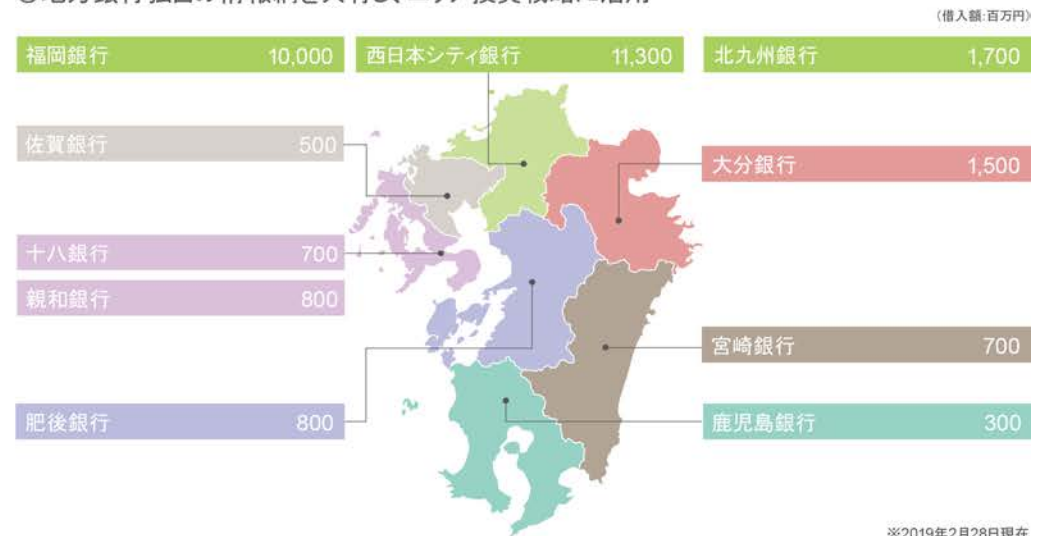 (借入額:百万円)
福岡銀行 10,000
西日本シティ銀行 11,300
北九州銀行 1,700
佐賀銀行 500
大分銀行 1,500
十八銀行 700
親和銀行 800
宮崎銀行 700
肥後銀行 800
鹿児島銀行 300
※2019年2月28日現在